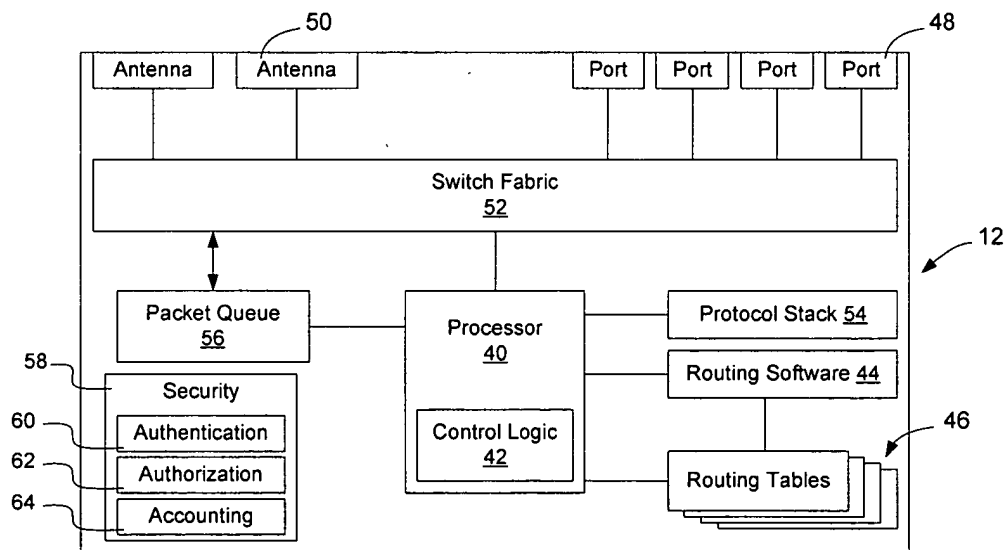 50
48
Antenna
Antenna
Port
Port
Port
Port
Switch Fabric
52
12
Packet Queue
56
Processor
40
Control Logic
42
Protocol Stack 54
Routing Software 44
Routing Tables
46
58
Security
60
Authentication
62
Authorization
64
Accounting